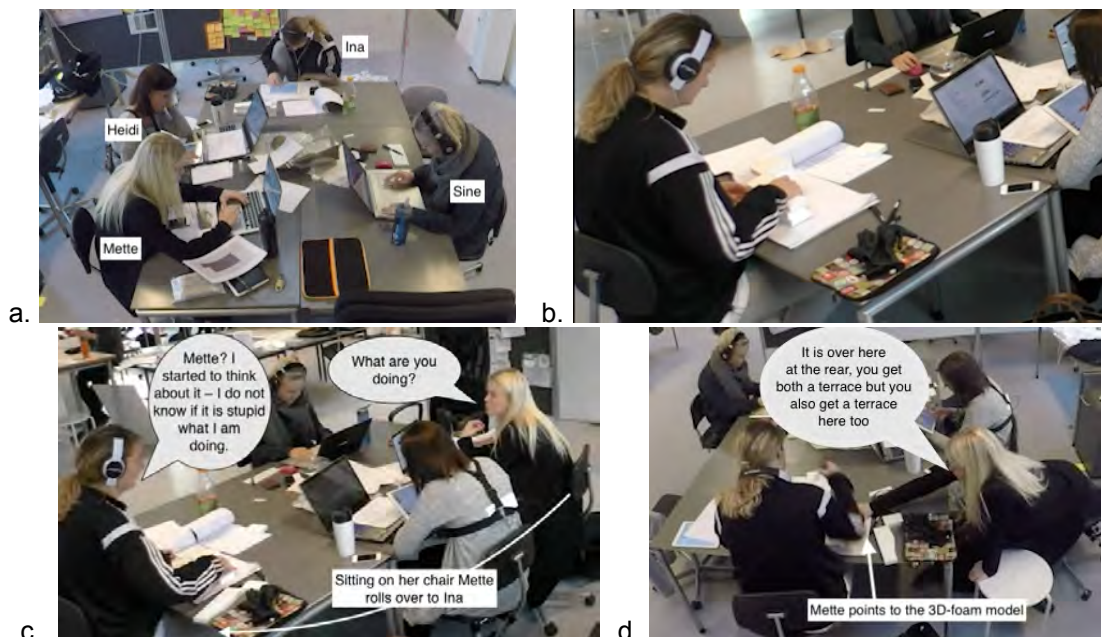 Ina
Heidi
Sine
Mette
a.
b.
Mette? I
started to think
about it – I do not
know if it is stupid
what I am
doing.
What are you
doing?
Sitting on her chair Mette
rolls over to Ina
c.
It is over here
at the rear, you get
both a terrace but you
also get a terrace
here too
Mette points to the 3D-foam model
d.